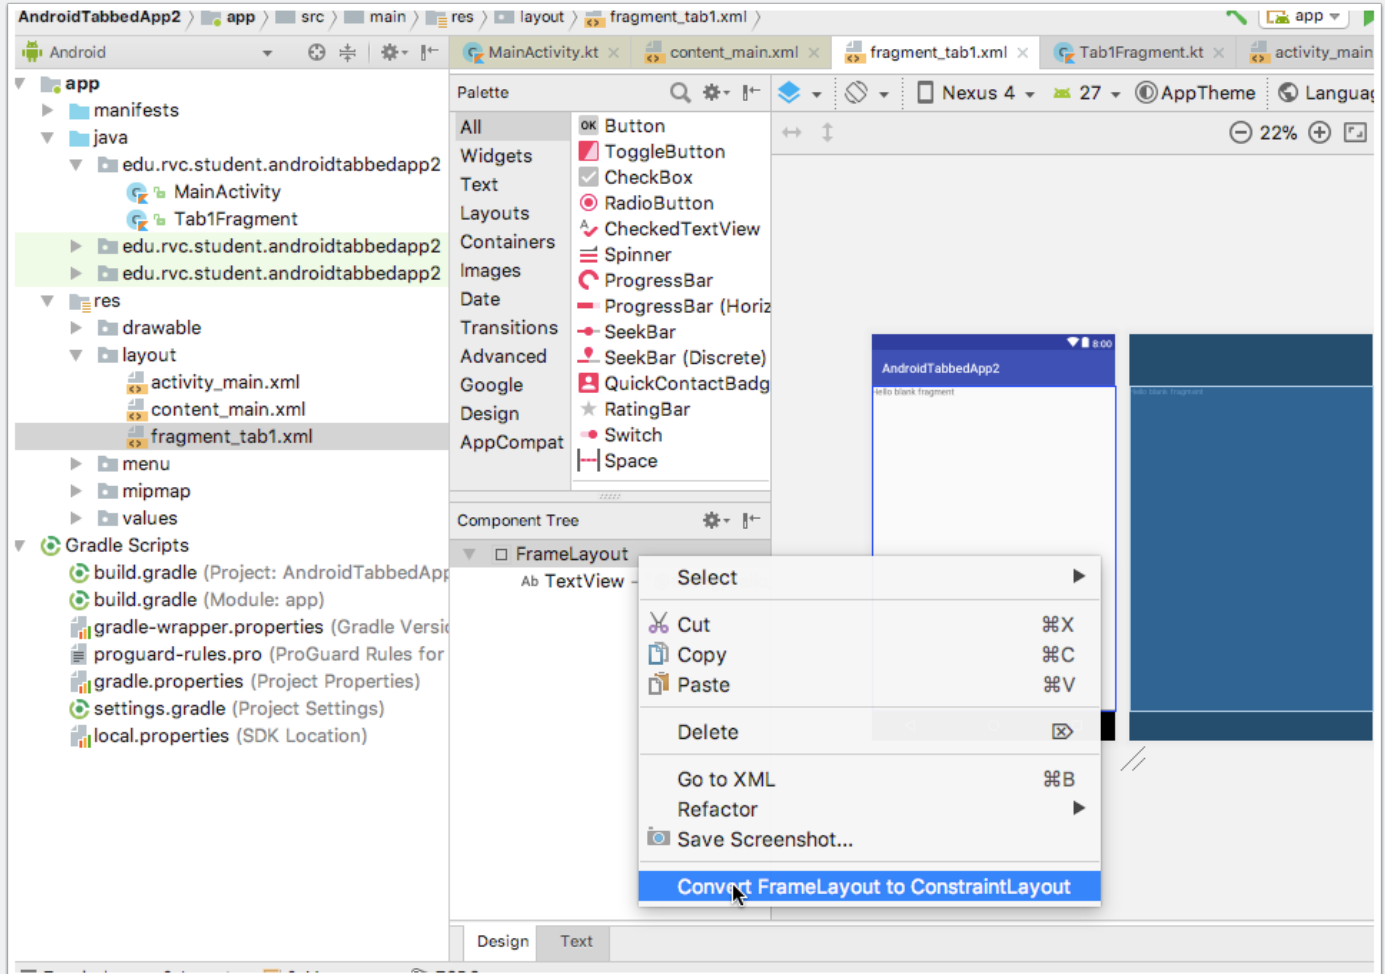 AndroidTabbedApp2 app src main res layout fragment_tab1.xml
app
Android
MainActivity.kt
content_main.xml
fragment_tab1.xml
Tab1Fragment.kt
activity_main
app
manifests
java
edu.rvc.student.androidtabbedapp2
MainActivity
Tab1Fragment
edu.rvc.student.androidtabbedapp2
edu.rvc.student.androidtabbedapp2
res
drawable
layout
activity_main.xml
content_main.xml
fragment_tab1.xml
menu
mipmap
values
Gradle Scripts
build.gradle (Project: AndroidTabbedApp
build.gradle (Module: app)
gradle-wrapper.properties (Gradle Versio
proguard-rules.pro (ProGuard Rules for
gradle.properties (Project Properties)
settings.gradle (Project Settings)
local.properties (SDK Location)
Palette
All
Widgets
Text
Layouts
Containers
Images
Date
Transitions
Advanced
Google
Design
AppCompat
OK Button
ToggleButton
CheckBox
RadioButton
CheckedTextView
Spinner
ProgressBar
ProgressBar (Horiz
SeekBar
SeekBar (Discrete)
QuickContactBadg
RatingBar
Switch
Space
Nexus 4
27
AppTheme
Languag
22%
8:00
AndroidTabbedApp2
Hello blank fragment
Hello blank fragment
Component Tree
FrameLayout
Ab TextView -
Select
Cut ⌘X
Copy ⌘C
Paste ⌘V
Delete ⌦
Go to XML ⌘B
Refactor
Save Screenshot...
Convert FrameLayout to ConstraintLayout
Design
Text